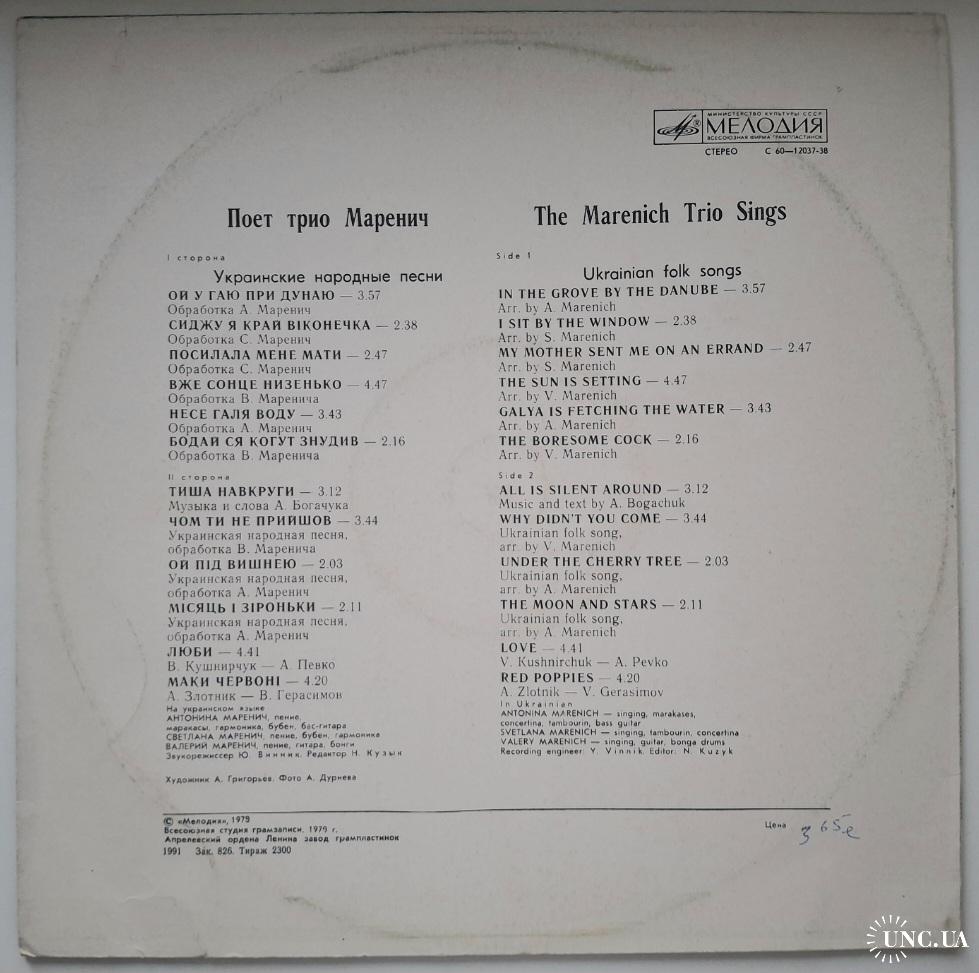 МИНИСТЕРСТВО КУЛЬТУРЫ СССР
МЕЛОДИЯ
ВСЕСОЮЗНАЯ ФИРМА ГРАМПЛАСТИНОК
СТЕРЕО С 60—12037-38
Поет трио Маренич
I сторона
Украинские народные песни
ОЙ У ГАЮ ПРИ ДУНАЮ — 3.57
Обработка А. Маренич
СИДЖУ Я КРАЙ ВІКОНЕЧКА — 2.38
Обработка С. Маренич
ПОСИЛАЛА МЕНЕ МАТИ — 2.47
Обработка С. Маренич
ВЖЕ СОНЦЕ НИЗЕНЬКО — 4.47
Обработка В. Маренича
НЕСЕ ГАЛЯ ВОДУ — 3.43
Обработка А. Маренич
БОДАЙ СЯ КОГУТ ЗНУДИВ — 2.16
Обработка В. Маренича
II сторона
ТИША НАВКРУГИ — 3.12
Музыка и слова А. Богачука
ЧОМ ТИ НЕ ПРИЙШОВ — 3.44
Украинская народная песня,
обработка В. Маренича
ОЙ ПІД ВИШНЕЮ — 2.03
Украинская народная песня,
обработка А. Маренич
МІСЯЦЬ І ЗІРОНЬКИ — 2.11
Украинская народная песня,
обработка А. Маренич
ЛЮБИ — 4.41
В. Кушнирчук — А. Певко
МАКИ ЧЕРВОНІ — 4.20
А. Злотник — В. Герасимов
На украинском языке
АНТОНИНА МАРЕНИЧ, пение,
маракасы, гармоника, бубен, бас-гитара
СВЕТЛАНА МАРЕНИЧ, пение, бубен, гармоника
ВАЛЕРИЙ МАРЕНИЧ, пение, гитара, бонги
Звукорежиссер Ю. Винник. Редактор Н. Кузык
Художник А. Григорьев. Фото А. Дурнева
The Marenich Trio Sings
Side 1
Ukrainian folk songs
IN THE GROVE BY THE DANUBE — 3.57
Arr. by A. Marenich
I SIT BY THE WINDOW — 2.38
Arr. by S. Marenich
MY MOTHER SENT ME ON AN ERRAND — 2.47
Arr. by S. Marenich
THE SUN IS SETTING — 4.47
Arr. by V. Marenich
GALYA IS FETCHING THE WATER — 3.43
Arr. by A. Marenich
THE BORESOME COCK — 2.16
Arr. by V. Marenich
Side 2
ALL IS SILENT AROUND — 3.12
Music and text by A. Bogachuk
WHY DIDN'T YOU COME — 3.44
Ukrainian folk song,
arr. by V. Marenich
UNDER THE CHERRY TREE — 2.03
Ukrainian folk song,
arr. by A. Marenich
THE MOON AND STARS — 2.11
Ukrainian folk song,
arr. by A. Marenich
LOVE — 4.41
V. Kushnirchuk — A. Pevko
RED POPPIES — 4.20
A. Zlotnik — V. Gerasimov
In Ukrainian
ANTONINA MARENICH — singing, marakases,
concertina, tambourin, bass guitar
SVETLANA MARENICH — singing, tambourin, concertina
VALERY MARENICH — singing, guitar, bonga drums
Recording engineer: Y. Vinnik. Editor: N. Kuzyk
© «Мелодия», 1979
Всесоюзная студия грамзаписи, 1979 г.
Апрелевский ордена Ленина завод грампластинок
1991 Зак. 826. Тираж 2300
Цена
UNC.UA